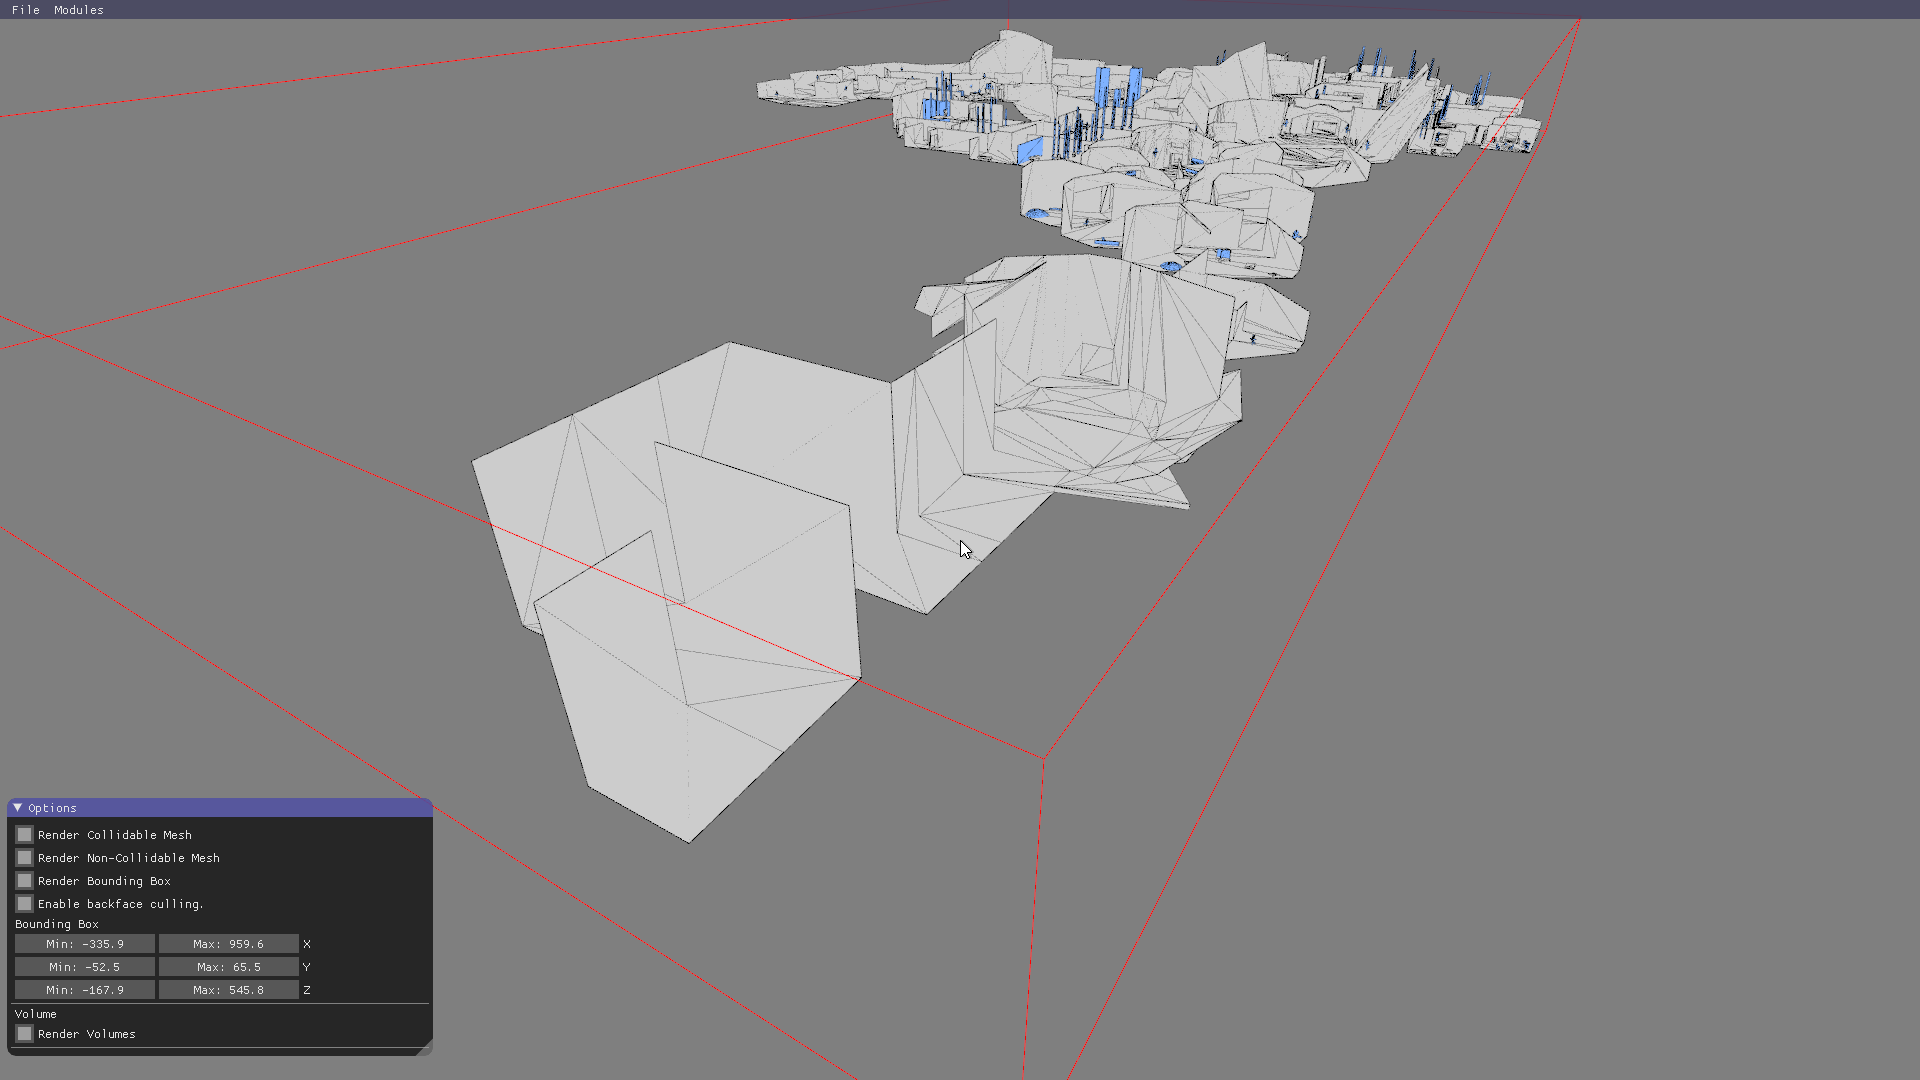 File Modules
Options
Render Collidable Mesh
Render Non-Collidable Mesh
Render Bounding Box
Enable backface culling.
Bounding Box
Min: -335.9 Max: 959.6 X
Min: -52.5 Max: 65.5 Y
Min: -167.9 Max: 545.8 Z
Volume
Render Volumes